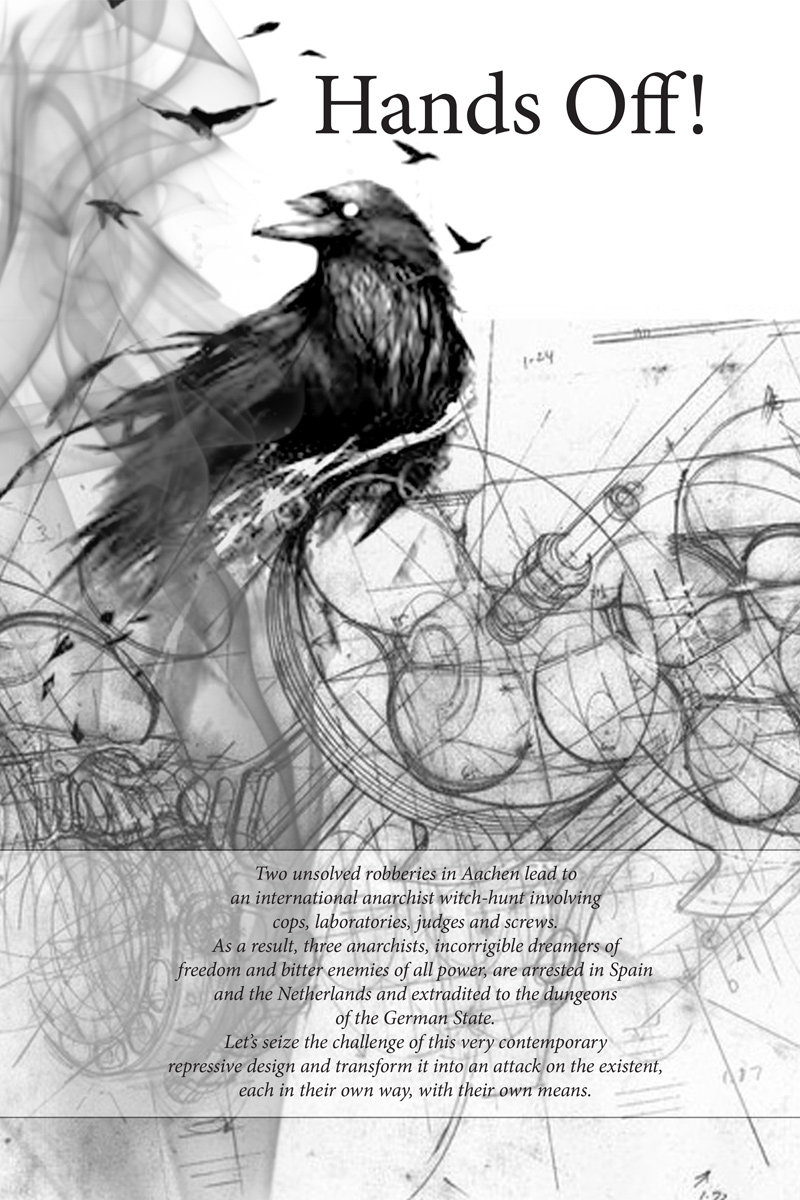 Hands Off!
1:24
Two unsolved robberies in Aachen lead to
an international anarchist witch-hunt involving
cops, laboratories, judges and screws.
As a result, three anarchists, incorrigible dreamers of
freedom and bitter enemies of all power, are arrested in Spain
and the Netherlands and extradited to the dungeons
of the German State.
Let's seize the challenge of this very contemporary
repressive design and transform it into an attack on the existent,
each in their own way, with their own means.